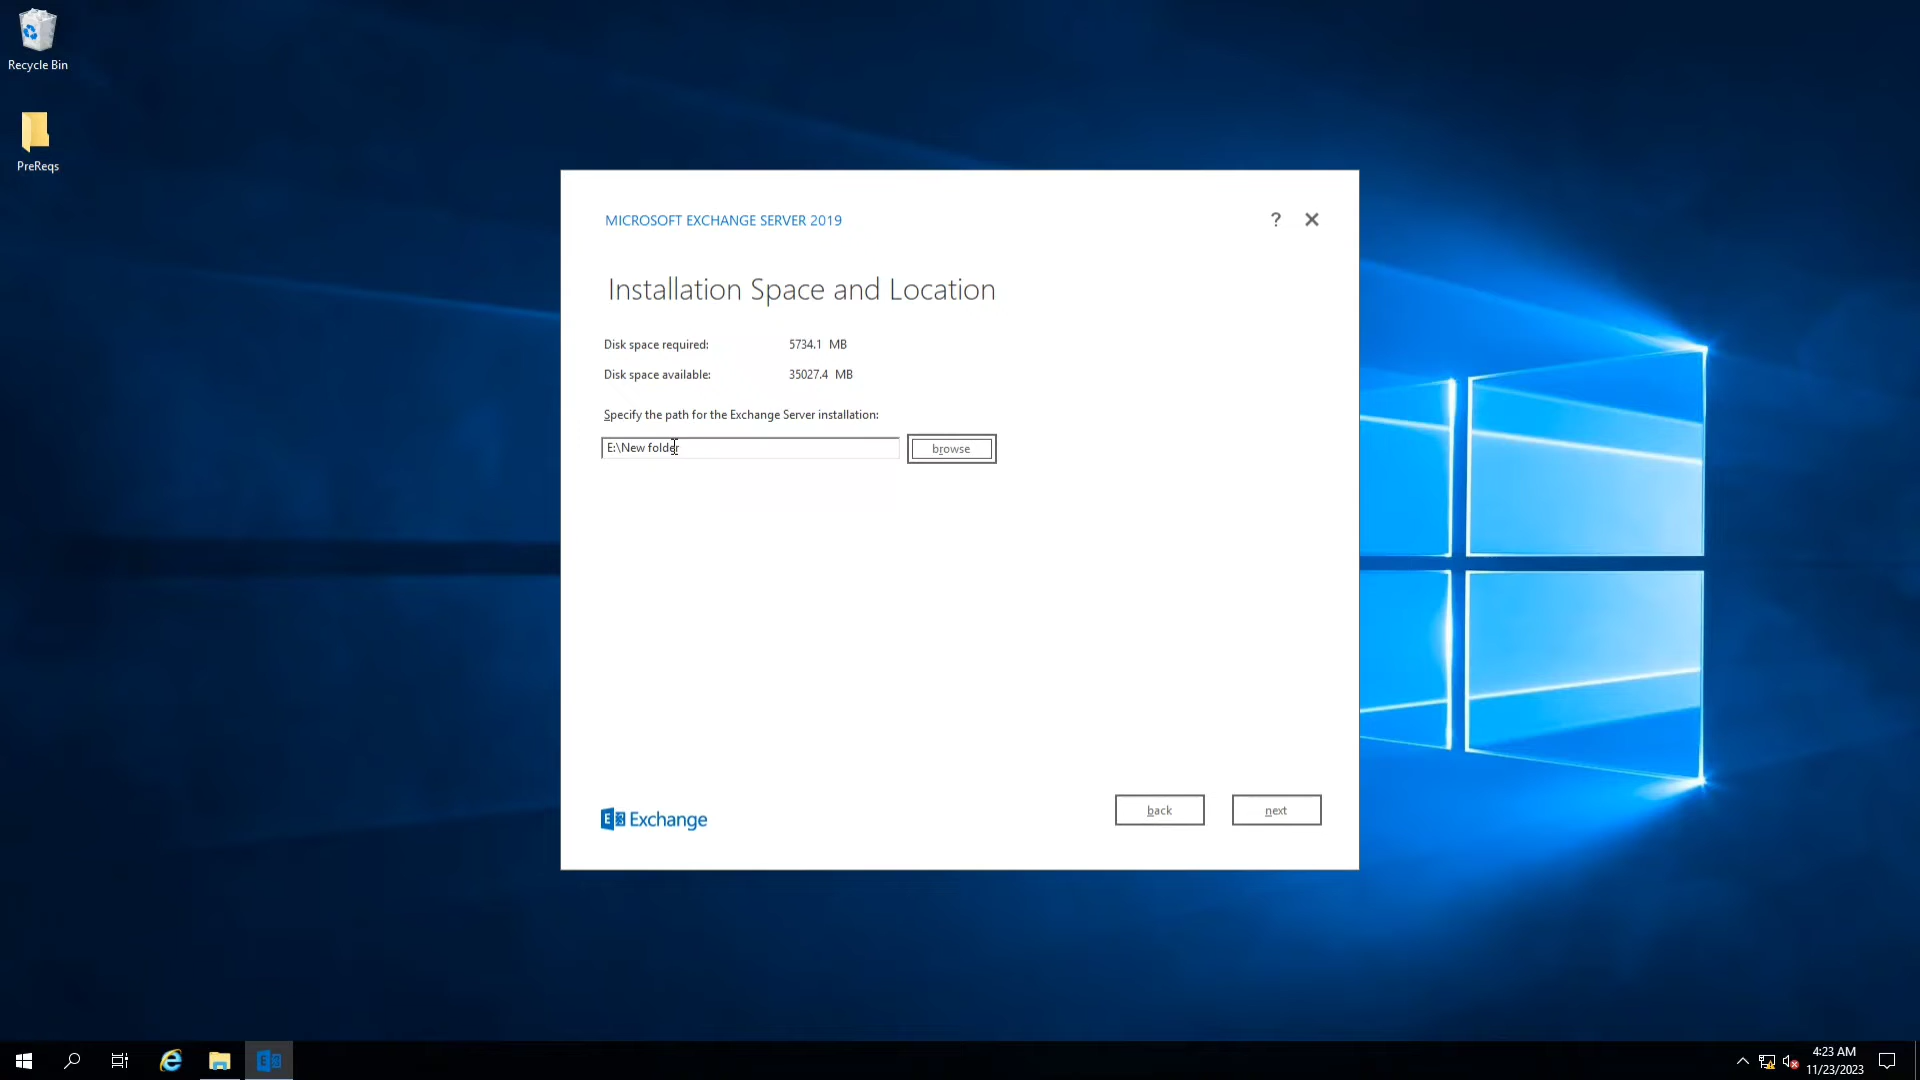 Recycle Bin
PreReqs
MICROSOFT EXCHANGE SERVER 2019
?
Installation Space and Location
Disk space required: 5734.1 MB
Disk space available: 35027.4 MB
Specify the path for the Exchange Server installation:
E:\New folder
browse
back
next
E Exchange
E
4:23 AM
11/23/2023